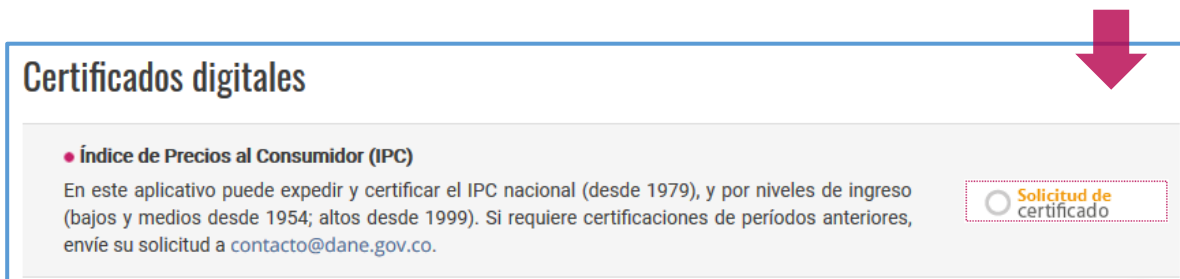 Certificados digitales
Índice de Precios al Consumidor (IPC)
En este aplicativo puede expedir y certificar el IPC nacional (desde 1979), y por niveles de ingreso
(bajos y medios desde 1954; altos desde 1999). Si requiere certificaciones de períodos anteriores,
envíe su solicitud a contacto@dane.gov.co.
Solicitud de
certificado